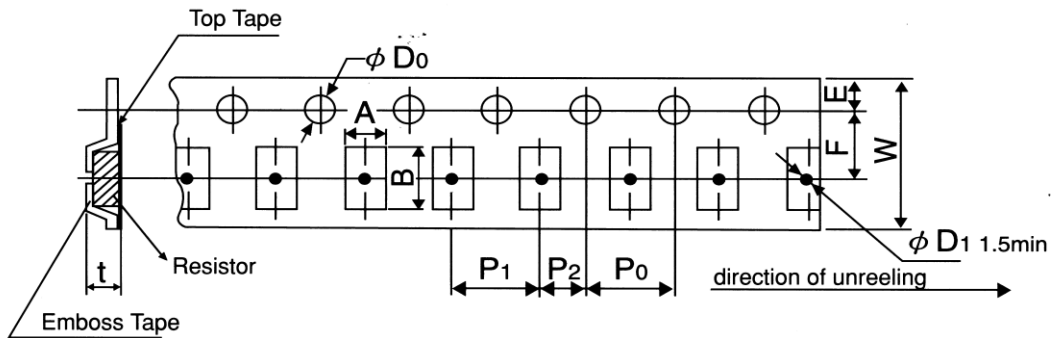 Top Tape
φ D0
A
E
F
W
B
φ D1 1.5min
P1
P2
P0
direction of unreeling
t
Resistor
Emboss Tape